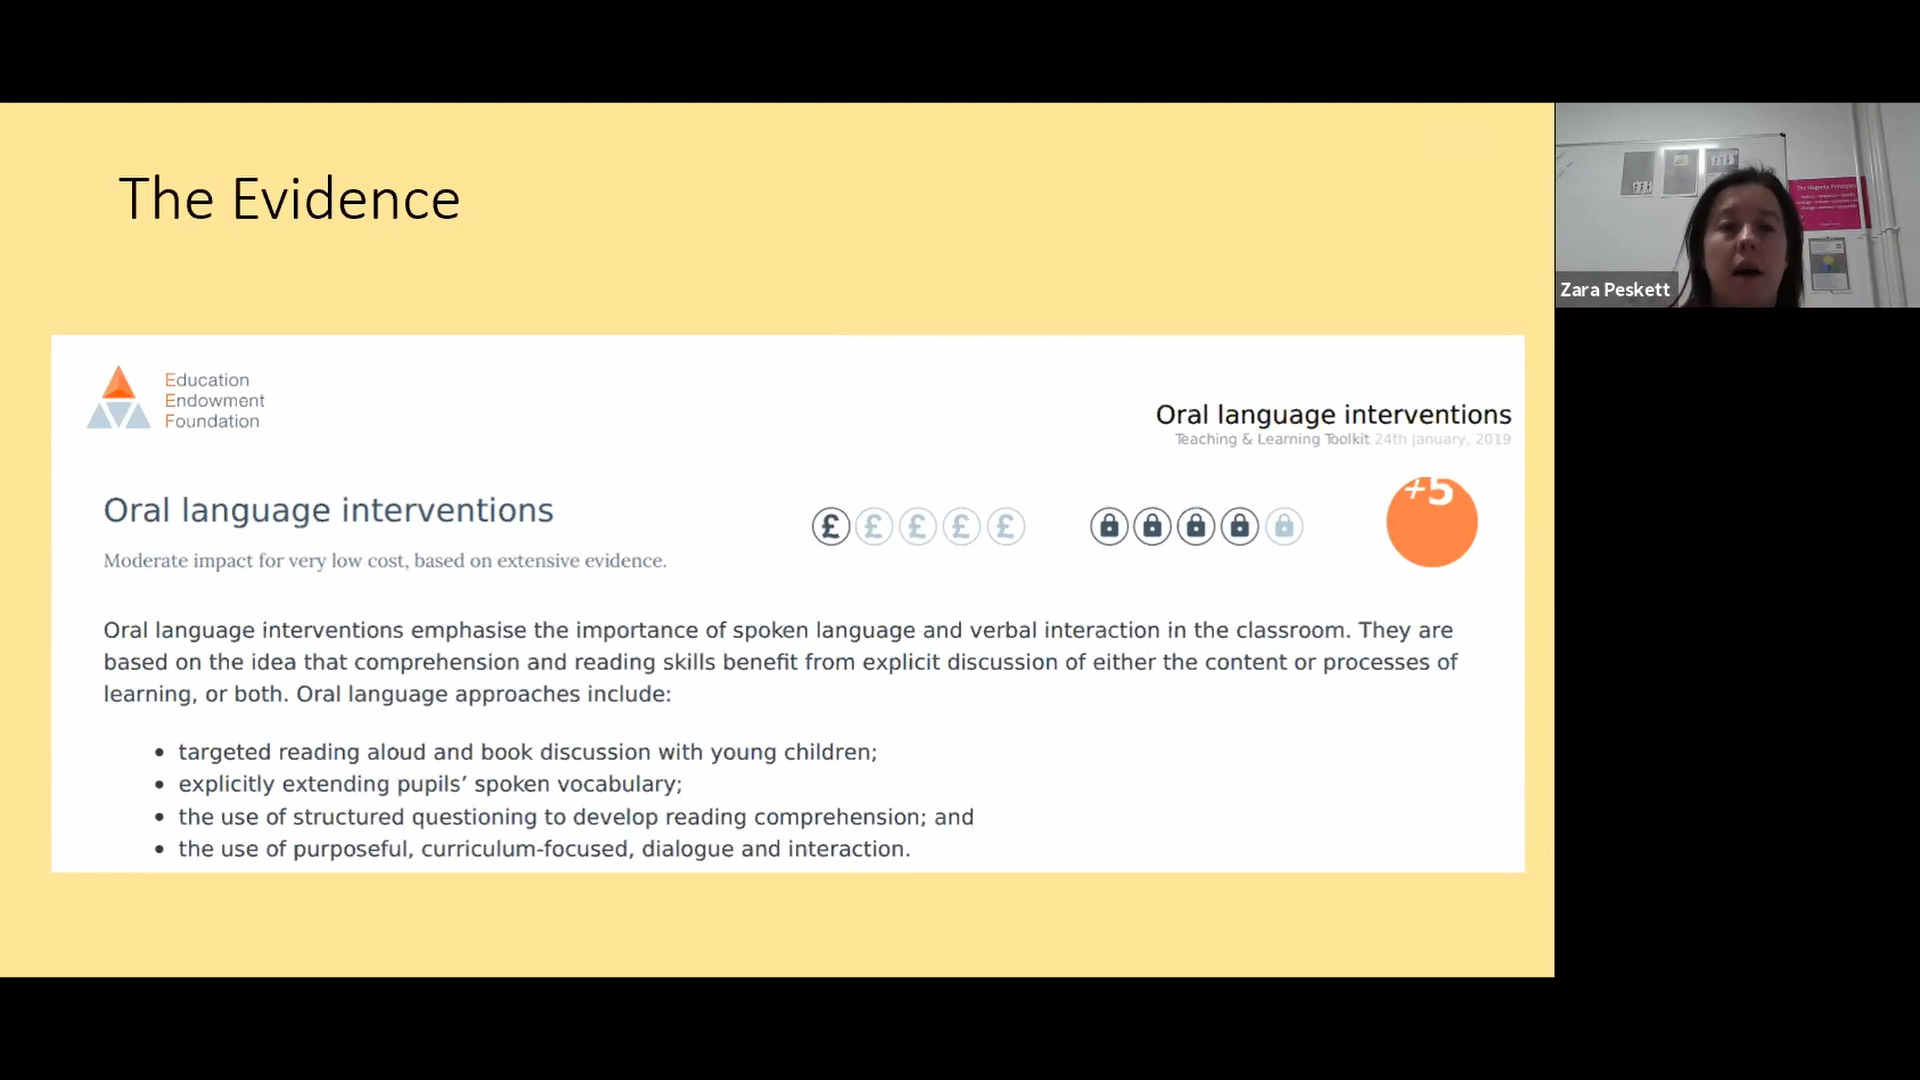 The Evidence
Education
Endowment
Foundation
Oral language interventions
Teaching & Learning Toolkit 24th January, 2019
Oral language interventions
£ £ £ £ £
+5
Moderate impact for very low cost, based on extensive evidence.
Oral language interventions emphasise the importance of spoken language and verbal interaction in the classroom. They are
based on the idea that comprehension and reading skills benefit from explicit discussion of either the content or processes of
learning, or both. Oral language approaches include:
• targeted reading aloud and book discussion with young children;
• explicitly extending pupils’ spoken vocabulary;
• the use of structured questioning to develop reading comprehension; and
• the use of purposeful, curriculum-focused, dialogue and interaction.
The Magenta Principles
Zara Peskett